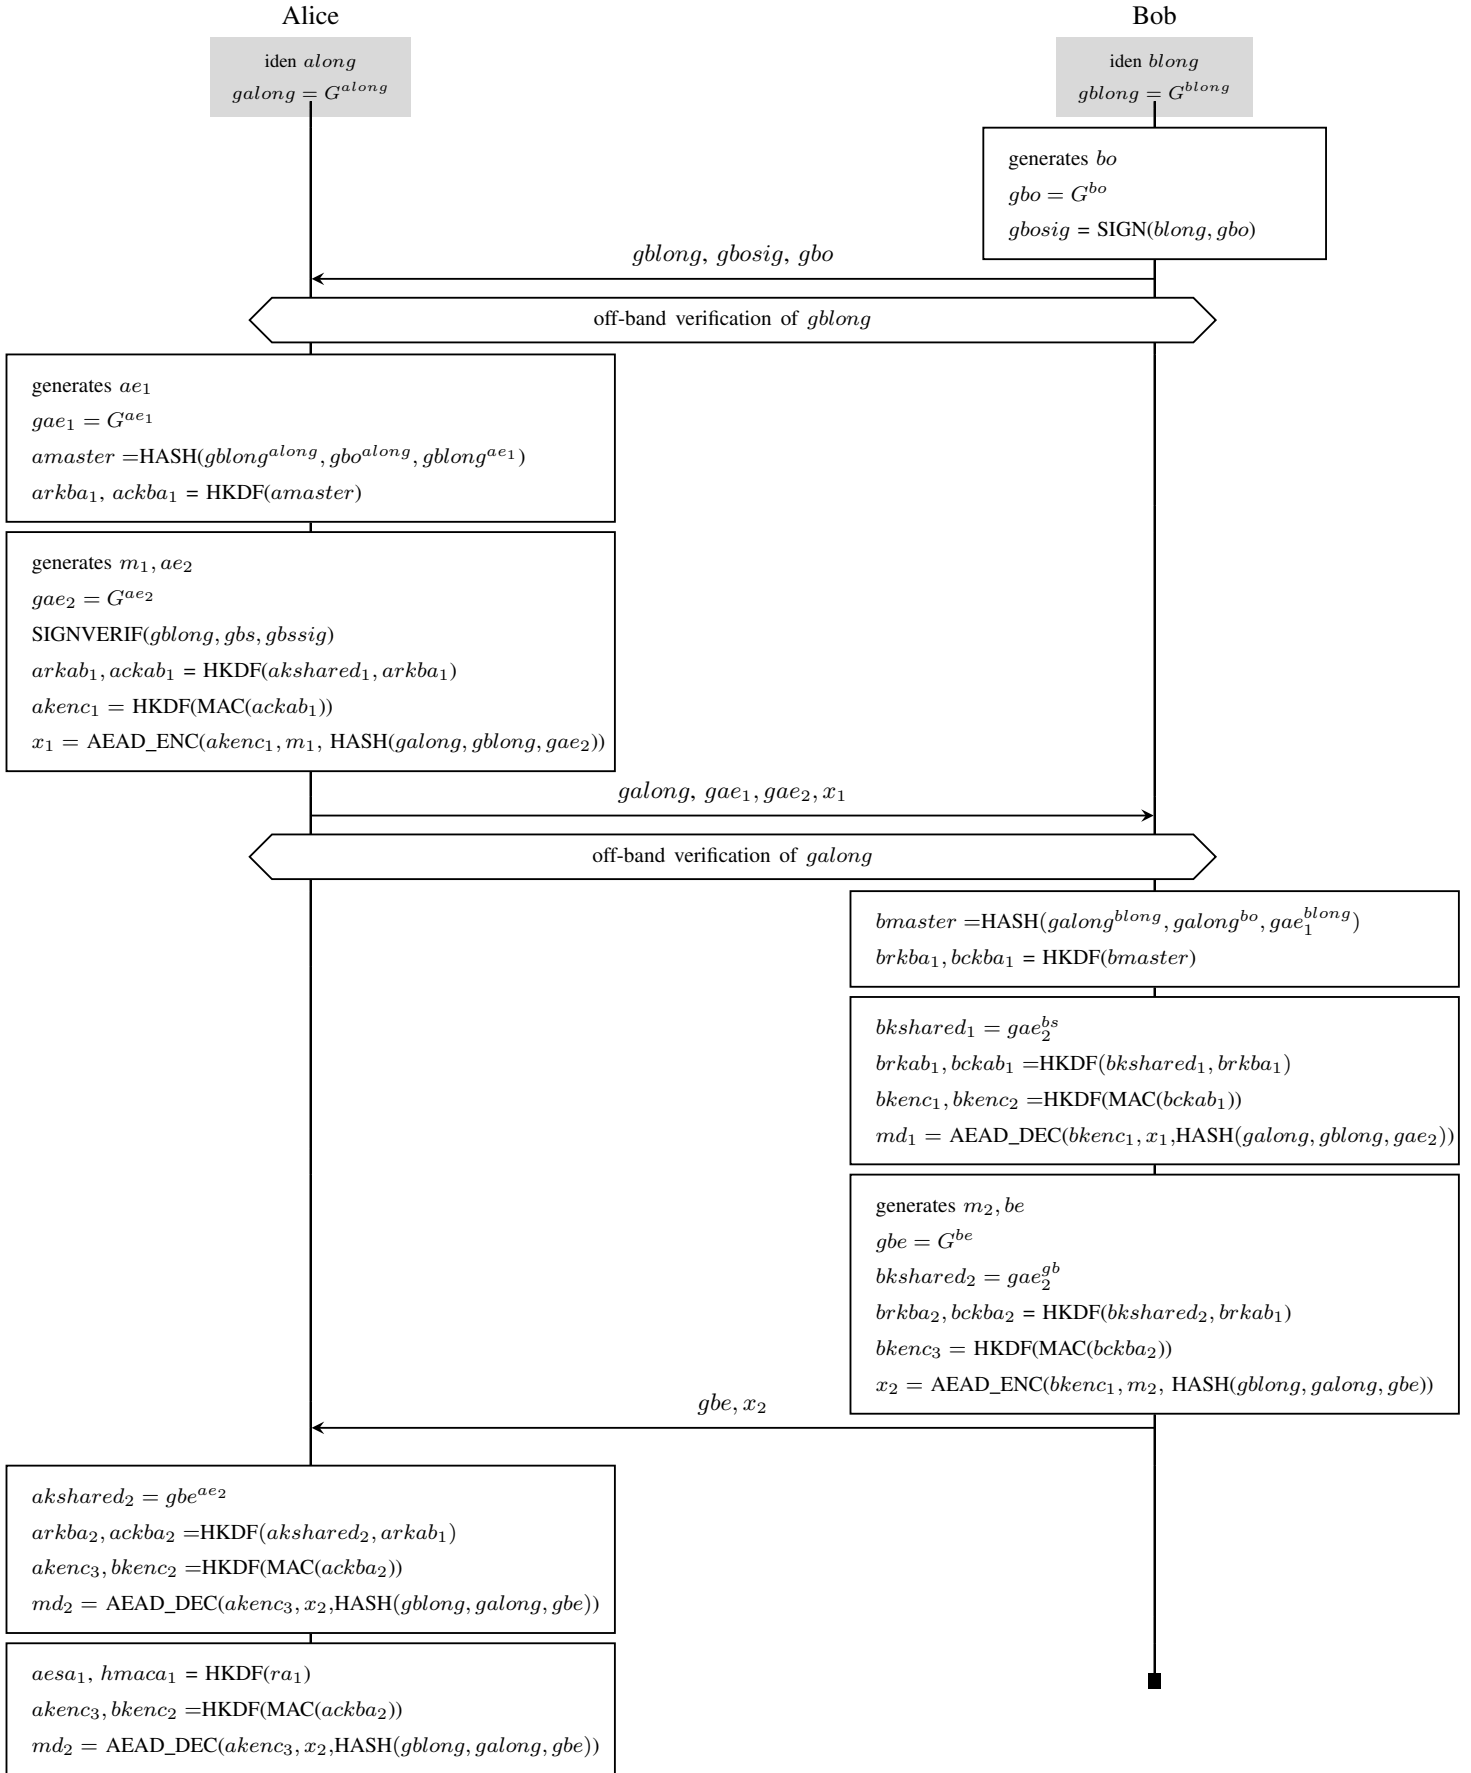 Alice
Bob
iden along
galong = G^{along}
iden blong
gblong = G^{blong}
generates bo
gbo = G^{bo}
gbosig = SIGN(blong, gbo)
gblong, gbosig, gbo
off-band verification of gblong
generates ae₁
gae₁ = G^{ae₁}
amaster =HASH(gblong^{along}, gbo^{along}, gblong^{ae₁})
arkba₁, ackba₁ = HKDF(amaster)
generates m₁, ae₂
gae₂ = G^{ae₂}
SIGNVERIF(gblong, gbs, gbssig)
arkab₁, ackab₁ = HKDF(akshared₁, arkba₁)
akenc₁ = HKDF(MAC(ackab₁))
x₁ = AEAD_ENC(akenc₁, m₁, HASH(galong, gblong, gae₂))
galong, gae₁, gae₂, x₁
off-band verification of galong
bmaster =HASH(galong^{blong}, galong^{bo}, gae₁^{blong})
brkba₁, bckba₁ = HKDF(bmaster)
bkshared₁ = gae₂^{bs}
brkab₁, bckab₁ =HKDF(bkshared₁, brkba₁)
bkenc₁, bkenc₂ =HKDF(MAC(bckab₁))
md₁ = AEAD_DEC(bkenc₁, x₁,HASH(galong, gblong, gae₂))
generates m₂, be
gbe = G^{be}
bkshared₂ = gae₂^{gb}
brkba₂, bckba₂ = HKDF(bkshared₂, brkab₁)
bkenc₃ = HKDF(MAC(bckba₂))
x₂ = AEAD_ENC(bkenc₁, m₂, HASH(gblong, galong, gbe))
gbe, x₂
akshared₂ = gbe^{ae₂}
arkba₂, ackba₂ =HKDF(akshared₂, arkab₁)
akenc₃, bkenc₂ =HKDF(MAC(ackba₂))
md₂ = AEAD_DEC(akenc₃, x₂,HASH(gblong, galong, gbe))
aesa₁, hmaca₁ = HKDF(ra₁)
akenc₃, bkenc₂ =HKDF(MAC(ackba₂))
md₂ = AEAD_DEC(akenc₃, x₂,HASH(gblong, galong, gbe))